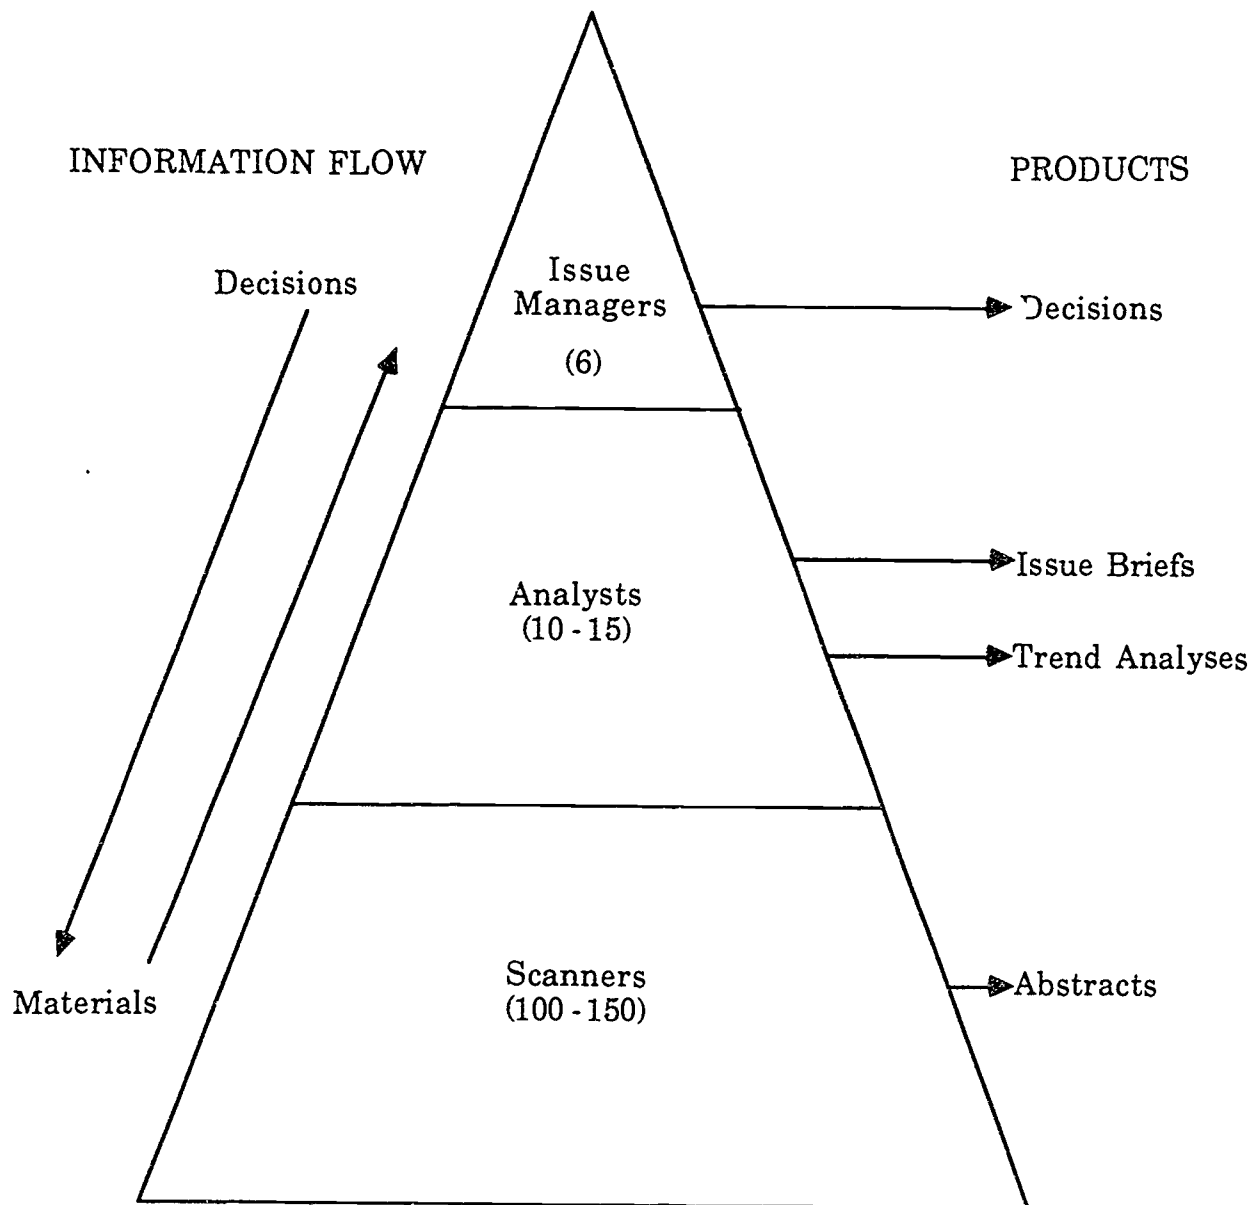 INFORMATION FLOW
PRODUCTS
Decisions
Issue
Managers
(6)
Decisions
Analysts
(10 - 15)
Issue Briefs
Trend Analyses
Materials
Scanners
(100 - 150)
Abstracts